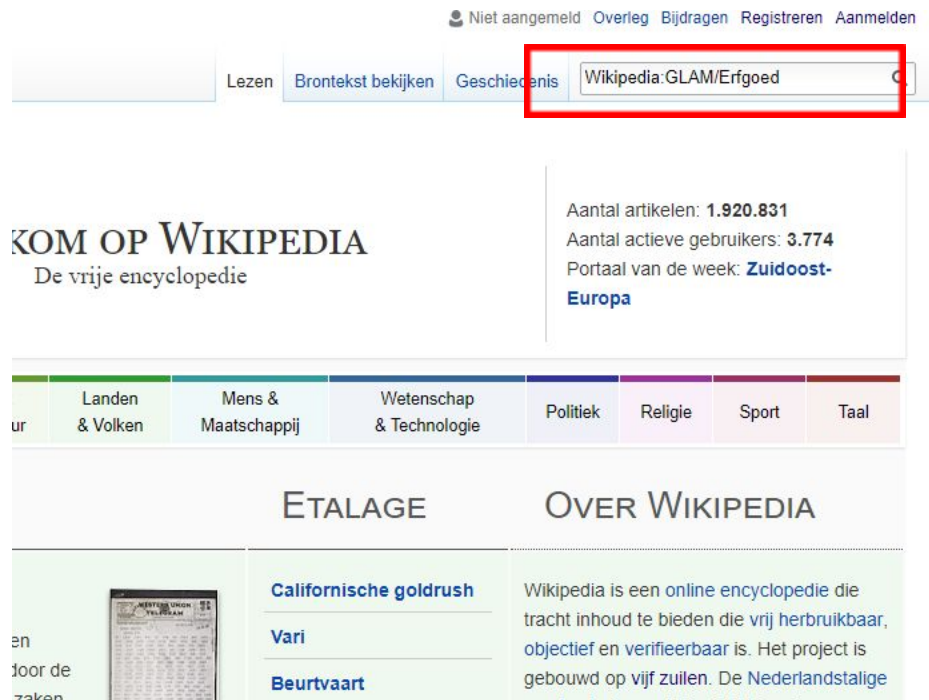 Niet aangemeld Overleg Bijdragen Registreren Aanmelden
Lezen Brontekst bekijken Geschiedenis Wikipedia:GLAM/Erfgoed
KOM OP WIKIPEDIA
De vrije encyclopedie
Aantal artikelen: 1.920.831
Aantal actieve gebruikers: 3.774
Portaal van de week: Zuidoost-
Europa
ur
Landen
& Volken
Mens &
Maatschappij
Wetenschap
& Technologie
Politiek
Religie
Sport
Taal
en
door de
zaken
WESTERN UNION
TELEGRAM
ETALAGE
Californische goldrush
Vari
Beurtvaart
OVER WIKIPEDIA
Wikipedia is een online encyclopedie die
tracht inhoud te bieden die vrij herbruikbaar,
objectief en verifieerbaar is. Het project is
gebouwd op vijf zuilen. De Nederlandstalige